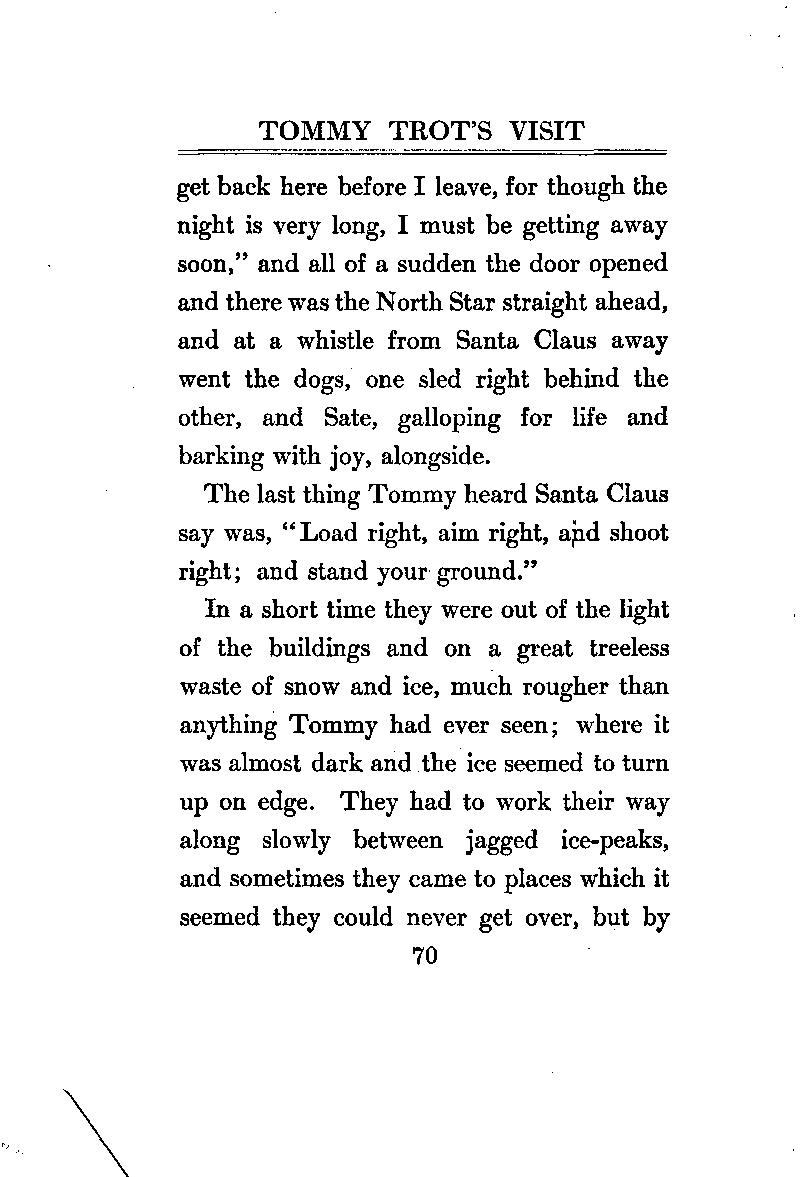 TOMMY TROT'S VISIT
get back here before I leave, for though the
night is very long, I must be getting away
soon," and all of a sudden the door opened
and there was the North Star straight ahead,
and at a whistle from Santa Claus away
went the dogs, one sled right behind the
other, and Sate, galloping for life and
barking with joy, alongside.
The last thing Tommy heard Santa Claus
say was, "Load right, aim right, and shoot
right; and stand your ground."
In a short time they were out of the light
of the buildings and on a great treeless
waste of snow and ice, much rougher than
anything Tommy had ever seen; where it
was almost dark and the ice seemed to turn
up on edge. They had to work their way
along slowly between jagged ice-peaks,
and sometimes they came to places which it
seemed they could never get over, but by
70